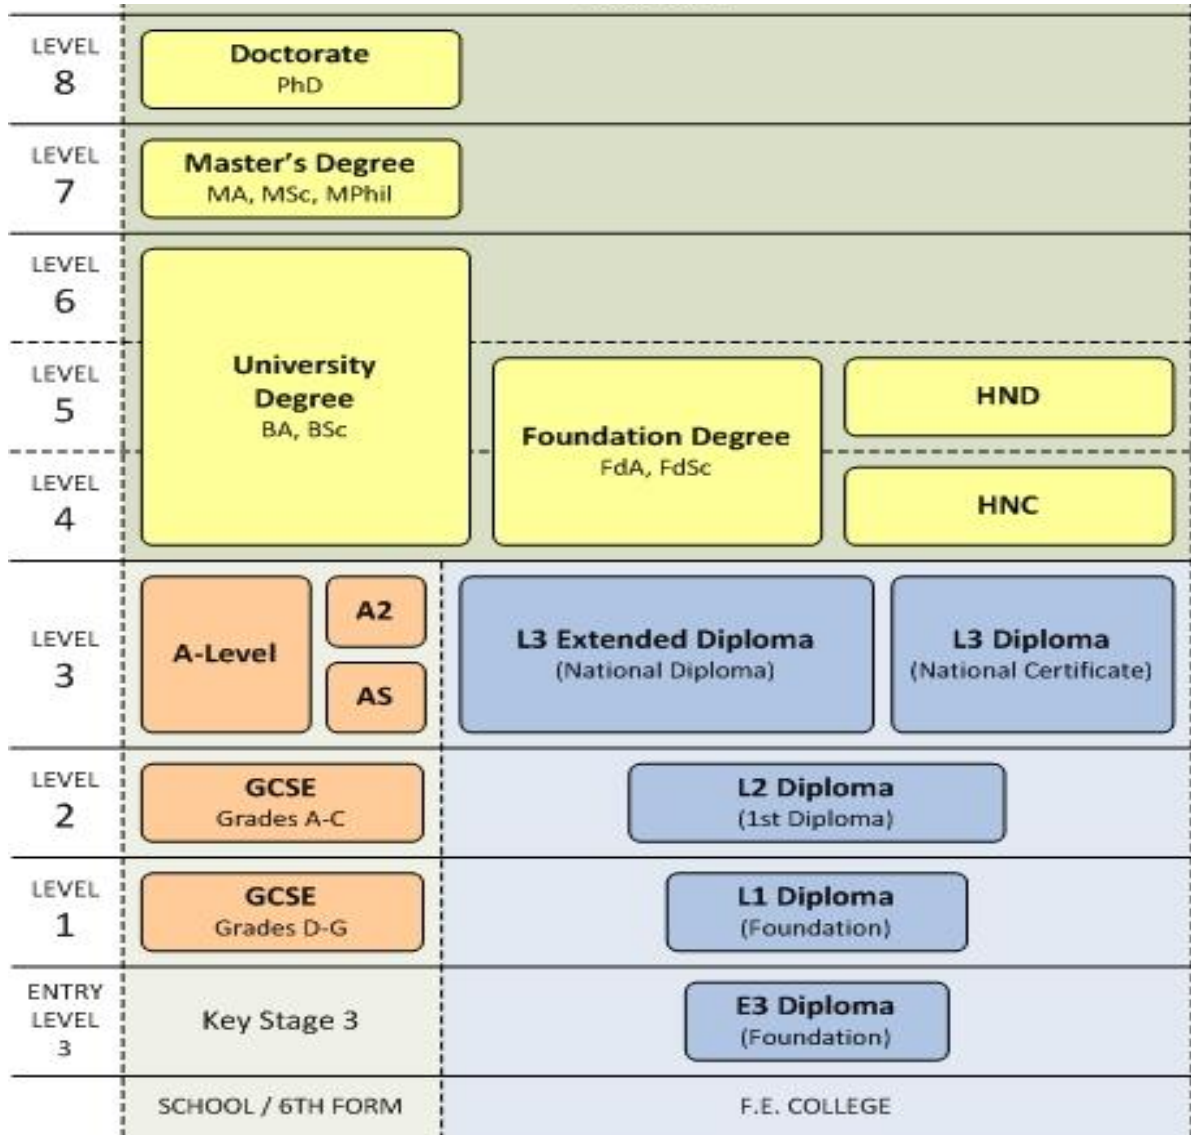 LEVEL
8
Doctorate
PhD
LEVEL
7
Master's Degree
MA, MSc, MPhil
LEVEL
6
LEVEL
5
LEVEL
4
University
Degree
BA, BSc
Foundation Degree
FdA, FdSc
HND
HNC
LEVEL
3
A-Level
A2
AS
L3 Extended Diploma
(National Diploma)
L3 Diploma
(National Certificate)
LEVEL
2
GCSE
Grades A-C
L2 Diploma
(1st Diploma)
LEVEL
1
GCSE
Grades D-G
L1 Diploma
(Foundation)
ENTRY
LEVEL
3
Key Stage 3
E3 Diploma
(Foundation)
SCHOOL / 6TH FORM
F.E. COLLEGE